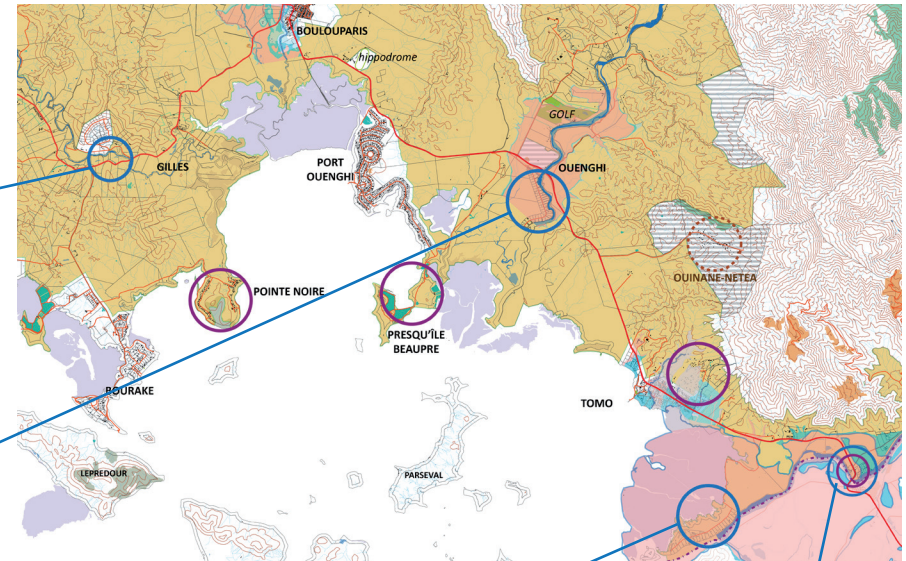 BOULOUPARIS
hippodrome
GOLF
GILLES
PORT
OUENGHI
OUENGHI
OUINANE-NETEA
POINTE NOIRE
PRESQU'ÎLE
BEAUPRE
BOURAKE
TOMO
LEPREDOUR
PARSEVAL